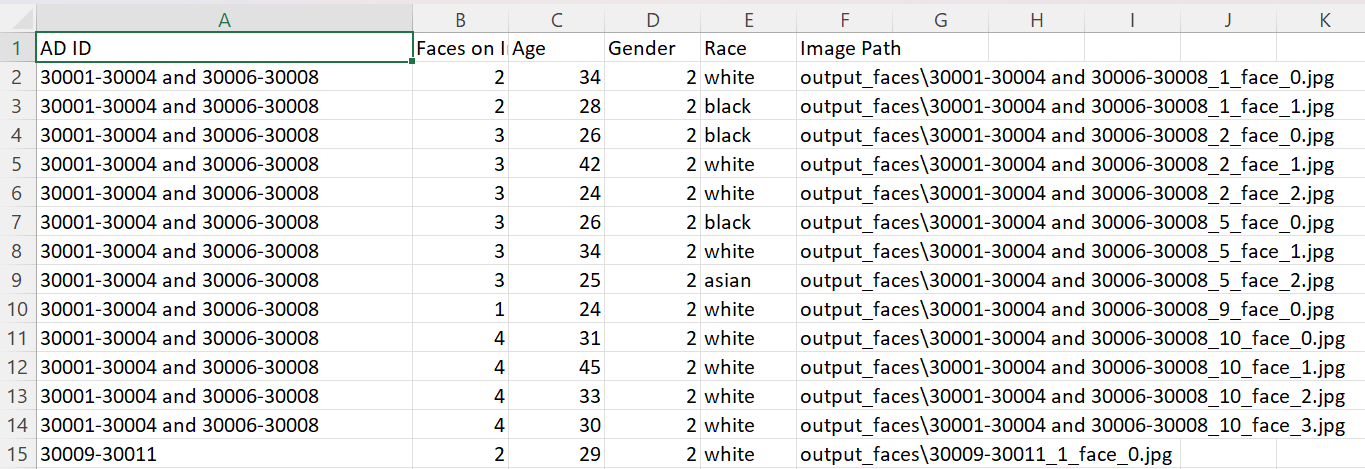 A B C D E F G H I J K
1 AD ID Faces on I Age Gender Race Image Path
2 30001-30004 and 30006-30008 2 34 2 white output_faces\30001-30004 and 30006-30008_1_face_0.jpg
3 30001-30004 and 30006-30008 2 28 2 black output_faces\30001-30004 and 30006-30008_1_face_1.jpg
4 30001-30004 and 30006-30008 3 26 2 black output_faces\30001-30004 and 30006-30008_2_face_0.jpg
5 30001-30004 and 30006-30008 3 42 2 white output_faces\30001-30004 and 30006-30008_2_face_1.jpg
6 30001-30004 and 30006-30008 3 24 2 white output_faces\30001-30004 and 30006-30008_2_face_2.jpg
7 30001-30004 and 30006-30008 3 26 2 black output_faces\30001-30004 and 30006-30008_5_face_0.jpg
8 30001-30004 and 30006-30008 3 34 2 white output_faces\30001-30004 and 30006-30008_5_face_1.jpg
9 30001-30004 and 30006-30008 3 25 2 asian output_faces\30001-30004 and 30006-30008_5_face_2.jpg
10 30001-30004 and 30006-30008 1 24 2 white output_faces\30001-30004 and 30006-30008_9_face_0.jpg
11 30001-30004 and 30006-30008 4 31 2 white output_faces\30001-30004 and 30006-30008_10_face_0.jpg
12 30001-30004 and 30006-30008 4 45 2 white output_faces\30001-30004 and 30006-30008_10_face_1.jpg
13 30001-30004 and 30006-30008 4 33 2 white output_faces\30001-30004 and 30006-30008_10_face_2.jpg
14 30001-30004 and 30006-30008 4 30 2 white output_faces\30001-30004 and 30006-30008_10_face_3.jpg
15 30009-30011 2 29 2 white output_faces\30009-30011_1_face_0.jpg